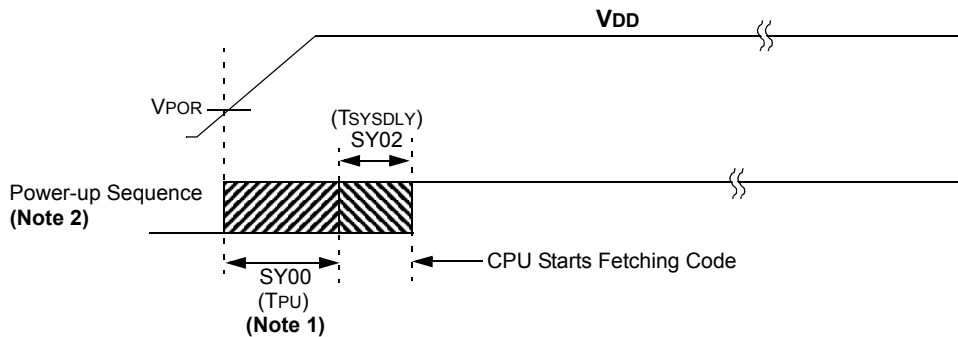 VDD
VPOR
(TSYSDLY)
SY02
Power-up Sequence
(Note 2)
CPU Starts Fetching Code
SY00
(TPU)
(Note 1)